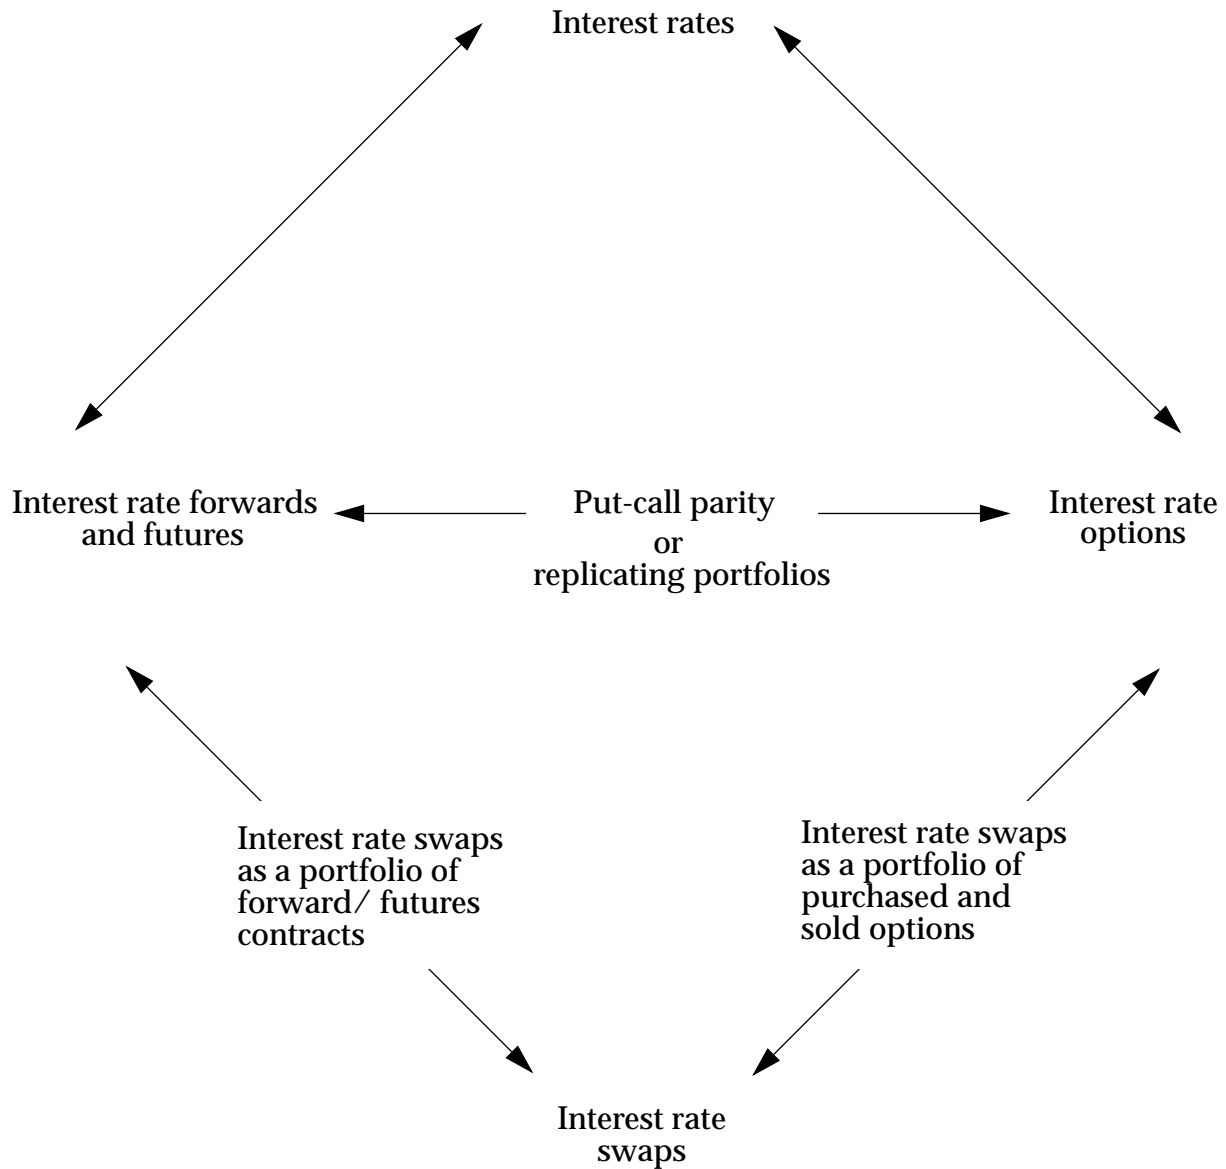 Interest rates
Interest rate forwards
and futures
Put-call parity
or
replicating portfolios
Interest rate
options
Interest rate swaps
as a portfolio of
forward/ futures
contracts
Interest rate swaps
as a portfolio of
purchased and
sold options
Interest rate
swaps